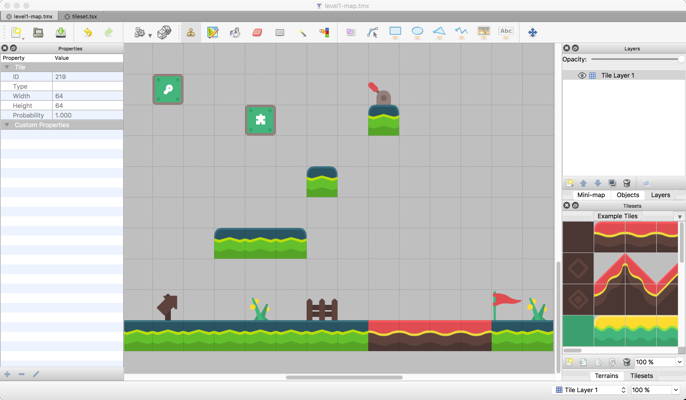 level1-map.tmx
level1-map.tmx
tileset.tsx
Abc
Properties
Property Value
Tile
ID 219
Type
Width 64
Height 64
Probability 1.000
Custom Properties
Layers
Opacity:
Tile Layer 1
Mini-map Objects Layers
Tilesets
Example Tiles
100 %
Terrains Tilesets
Tile Layer 1 100 %